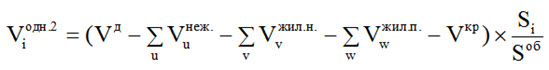 V_i^{одн.2} = (V^д − ∑_u V_u^{неж.} − ∑_v V_v^{жил.н.} − ∑_w V_w^{жил.п.} − V^{кр}) × S_i / S^{об}